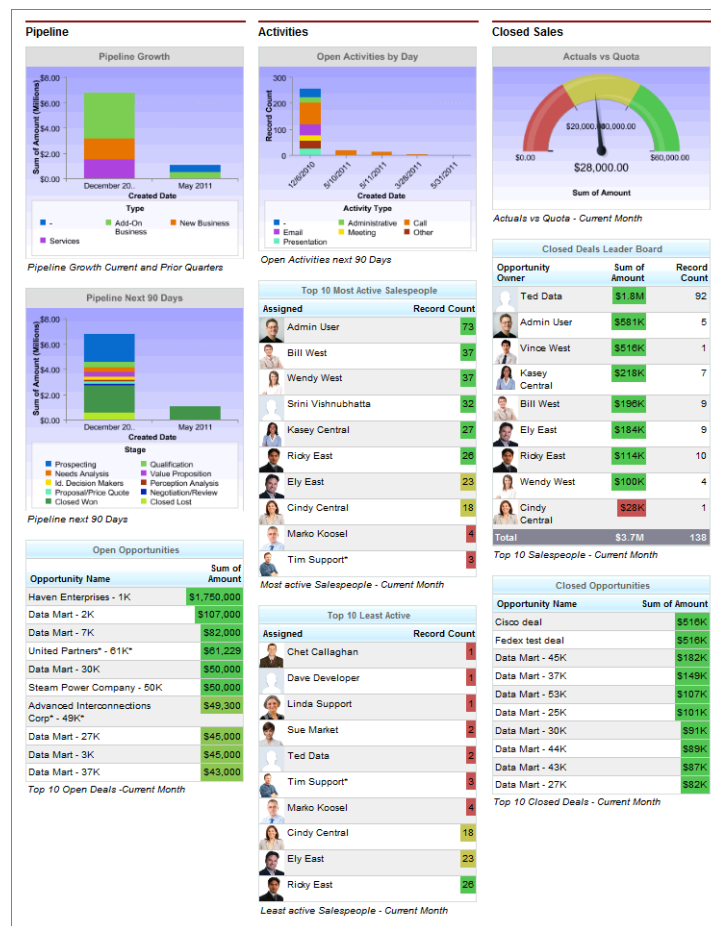 Pipeline
Pipeline Growth
Sum of Amount (Millions)
$8.00
$6.00
$4.00
$2.00
$0.00
December 20..
May 2011
Created Date
Type
-
Add-On Business
New Business
Services
Pipeline Growth Current and Prior Quarters
Pipeline Next 90 Days
Sum of Amount (Millions)
$8.00
$6.00
$4.00
$2.00
$0.00
December 20..
May 2011
Created Date
Stage
Prospecting
Qualification
Needs Analysis
Value Proposition
Id. Decision Makers
Perception Analysis
Proposal/Price Quote
Negotiation/Review
Closed Won
Closed Lost
Pipeline next 90 Days
Open Opportunities
Opportunity Name Sum of Amount
Haven Enterprises - 1K $1,750,000
Data Mart - 2K $107,000
Data Mart - 7K $82,000
United Partners* - 61K* $61,229
Data Mart - 30K $50,000
Steam Power Company - 50K $50,000
Advanced Interconnections
Corp* - 49K* $49,300
Data Mart - 27K $45,000
Data Mart - 3K $45,000
Data Mart - 37K $43,000
Top 10 Open Deals -Current Month
Activities
Open Activities by Day
Record Count
300
200
100
0
12/6/2010
5/10/2011
5/11/2011
3/28/2011
5/31/2011
Created Date
Activity Type
-
Administrative
Call
Email
Meeting
Other
Presentation
Open Activities next 90 Days
Top 10 Most Active Salespeople
Assigned Record Count
Admin User 73
Bill West 37
Wendy West 37
Srini Vishnubhatta 32
Kasey Central 27
Ricky East 26
Ely East 23
Cindy Central 18
Marko Koosel 4
Tim Support* 3
Most active Salespeople - Current Month
Top 10 Least Active
Assigned Record Count
Chet Callaghan 1
Dave Developer 1
Linda Support 1
Sue Market 2
Ted Data 2
Tim Support* 3
Marko Koosel 4
Cindy Central 18
Ely East 23
Ricky East 26
Least active Salespeople - Current Month
Closed Sales
Actuals vs Quota
$0.00
$20,000.00
$60,000.00
$28,000.00
Sum of Amount
Actuals vs Quota - Current Month
Closed Deals Leader Board
Opportunity Owner Sum of Amount Record Count
Ted Data $1.8M 92
Admin User $581K 5
Vince West $516K 1
Kasey Central $218K 7
Bill West $196K 9
Ely East $184K 9
Ricky East $114K 10
Wendy West $100K 4
Cindy Central $28K 1
Total $3.7M 138
Top 10 Salespeople - Current Month
Closed Opportunities
Opportunity Name Sum of Amount
Cisco deal $516K
Fedex test deal $516K
Data Mart - 45K $182K
Data Mart - 37K $149K
Data Mart - 53K $107K
Data Mart - 25K $101K
Data Mart - 30K $91K
Data Mart - 44K $89K
Data Mart - 43K $87K
Data Mart - 27K $82K
Top 10 Closed Deals - Current Month